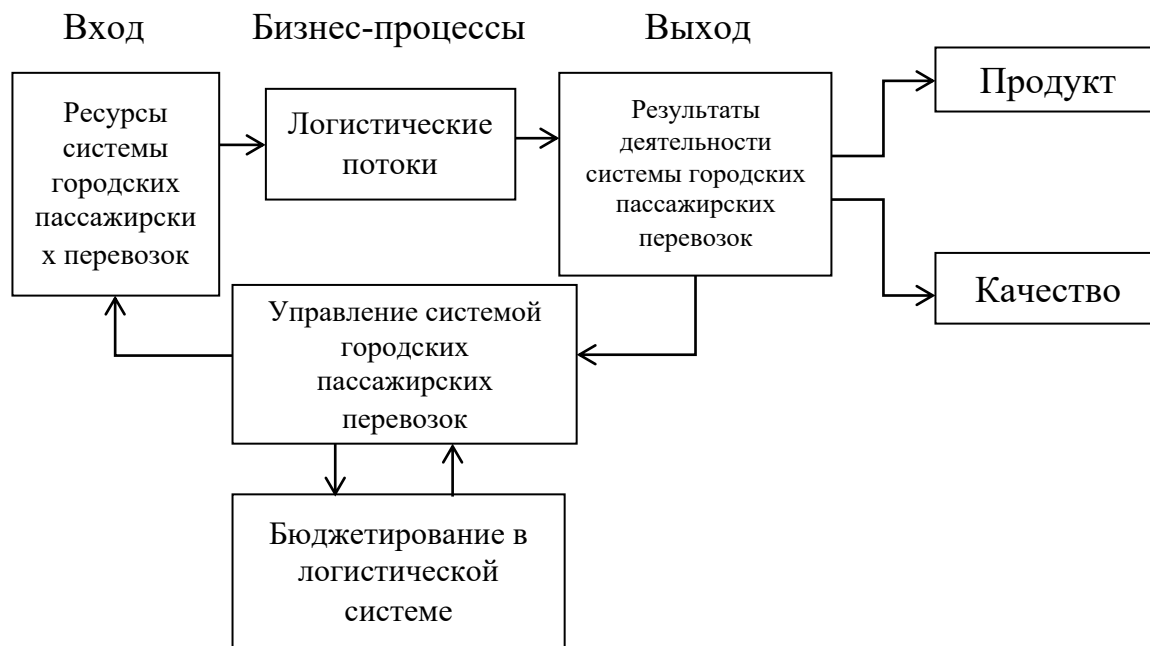 Вход
Бизнес-процессы
Выход
Ресурсы
системы
городских
пассажирски
х перевозок
Логистические
потоки
Результаты
деятельности
системы городских
пассажирских
перевозок
Продукт
Качество
Управление системой
городских
пассажирских
перевозок
Бюджетирование в
логистической
системе